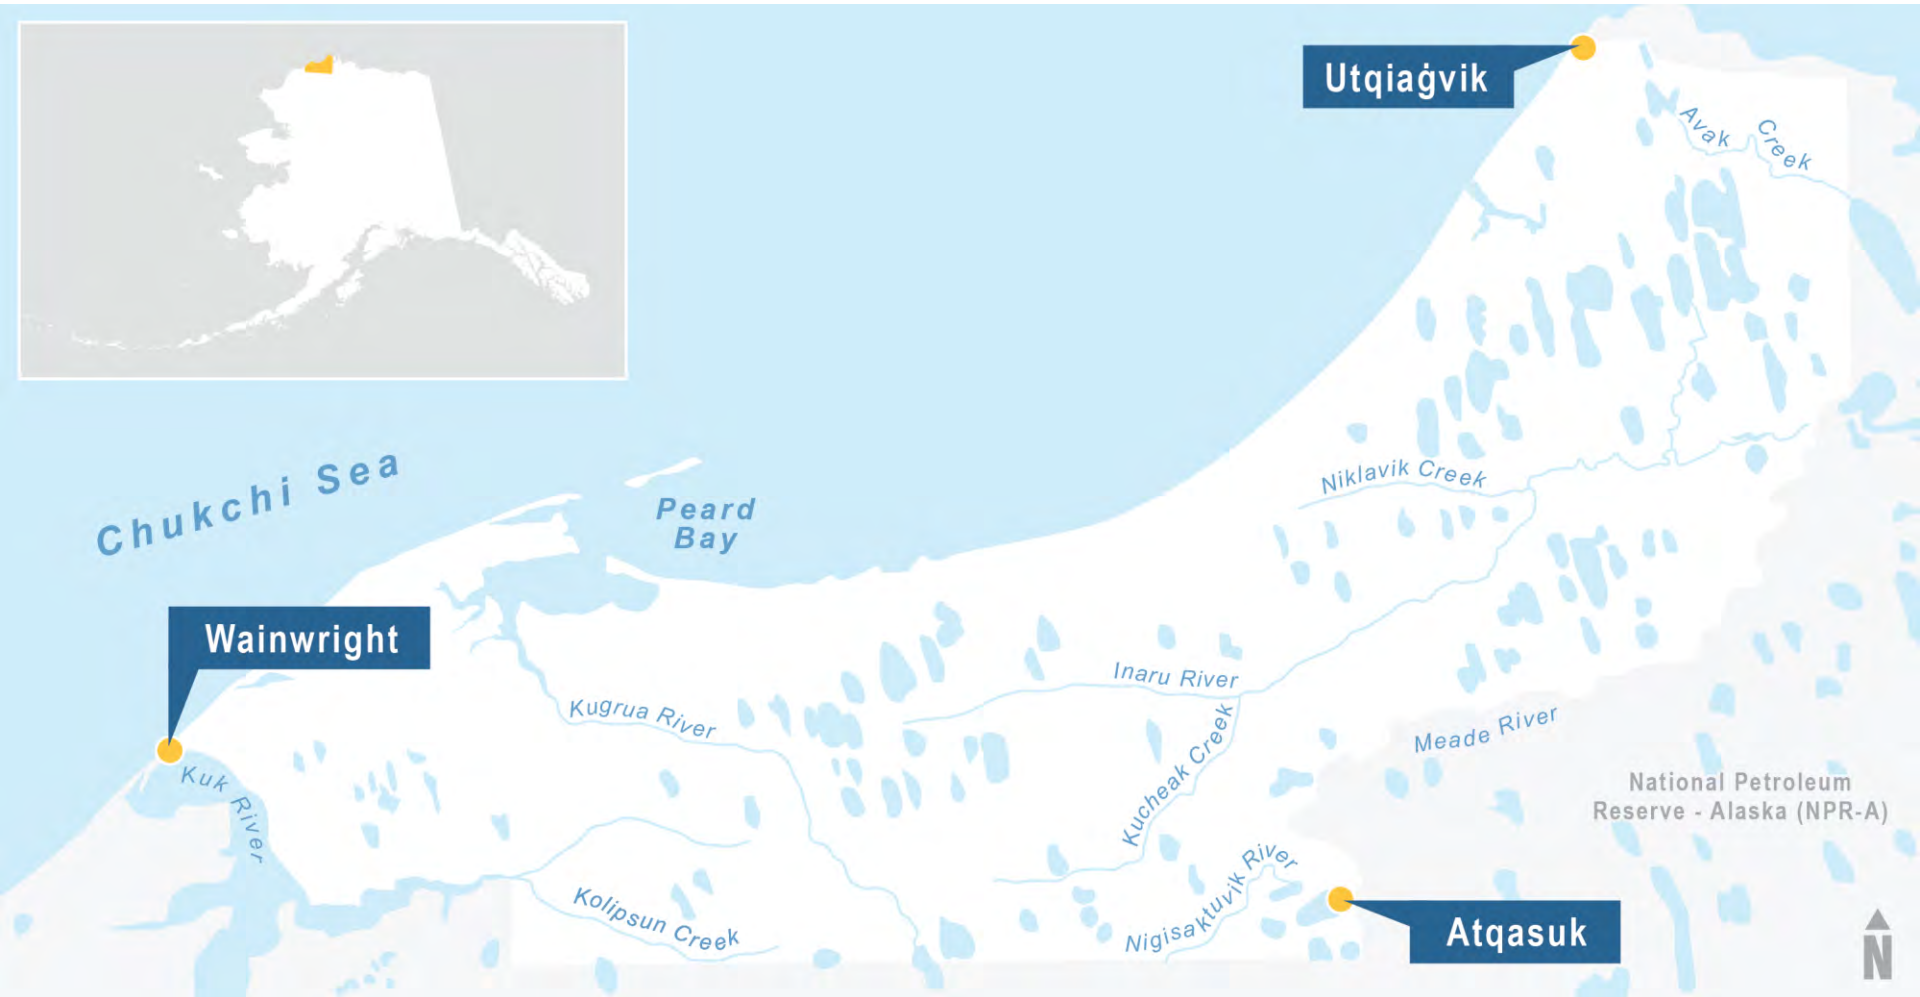 Utqiaġvik
Avak Creek
Chukchi Sea
Peard
Bay
Niklavik Creek
Wainwright
Inaru River
Kugrua River
Kuk River
Kucheak Creek
Meade River
National Petroleum
Reserve - Alaska (NPR-A)
Nigisaktuvik River
Kolipsun Creek
Atqasuk
N